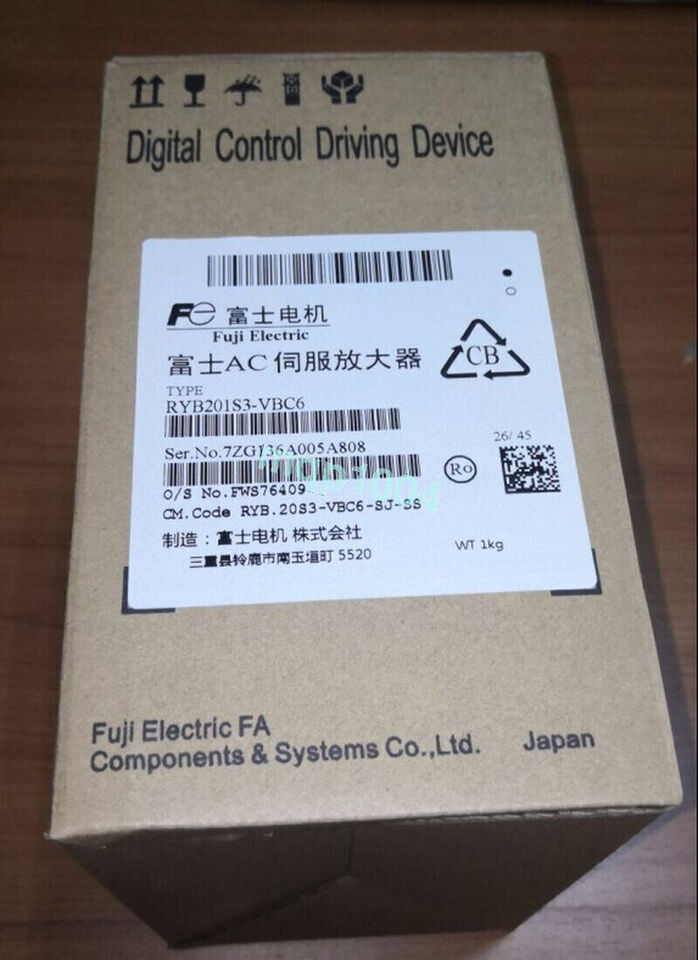 Digital Control Driving Device
Fe 富士电机
Fuji Electric
富士AC 伺服放大器
CB
TYPE
RYB201S3-VBC6
Ser.No.7ZG136A005A808
Ro
26/ 45
O/S No.FWS76409
CM.Code RYB.20S3-VBC6-SJ-SS
制造：富士电机 株式会社
三重县铃鹿市南玉垣町 5520
WT 1kg
Fuji Electric FA
Components & Systems Co.,Ltd. Japan